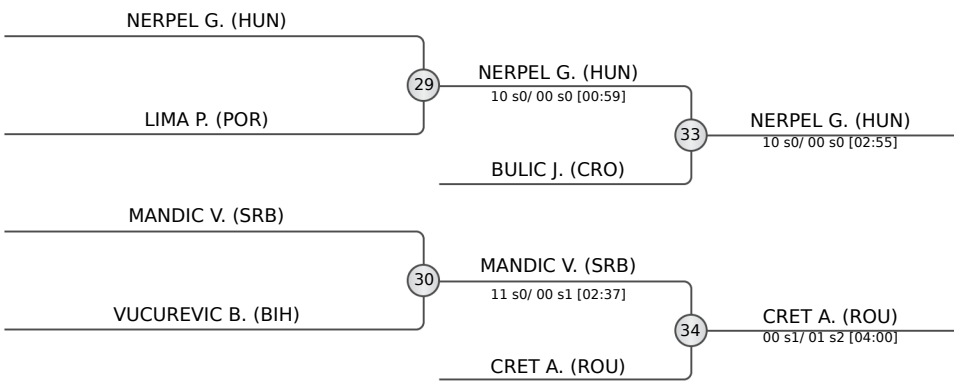 NERPEL G. (HUN)
29
LIMA P. (POR)
NERPEL G. (HUN)
10 s0/ 00 s0 [00:59]
33
BULIC J. (CRO)
NERPEL G. (HUN)
10 s0/ 00 s0 [02:55]
MANDIC V. (SRB)
30
VUCUREVIC B. (BIH)
MANDIC V. (SRB)
11 s0/ 00 s1 [02:37]
34
CRET A. (ROU)
CRET A. (ROU)
00 s1/ 01 s2 [04:00]